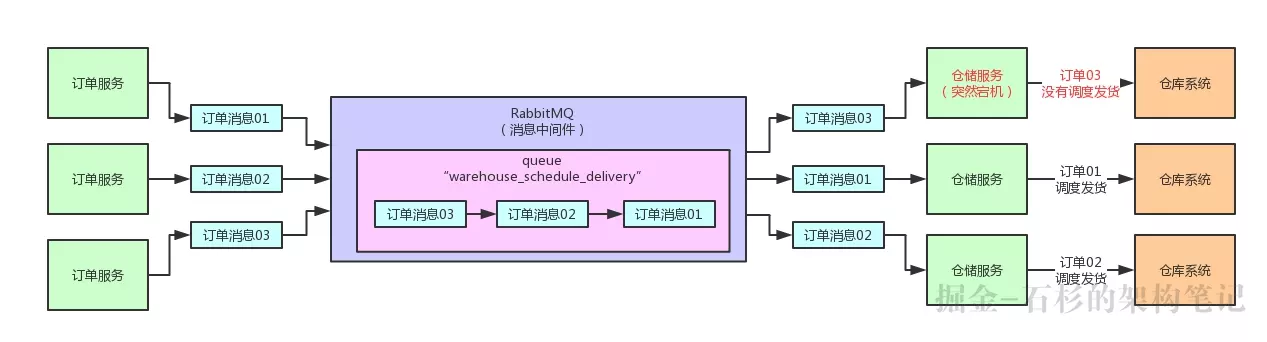 订单服务
订单服务
订单服务
订单消息01
订单消息02
订单消息03
RabbitMQ
（消息中间件）
queue
“warehouse_schedule_delivery”
订单消息03
订单消息02
订单消息01
订单消息03
订单消息01
订单消息02
仓储服务
（突然宕机）
订单03
没有调度发货
仓库系统
仓储服务
订单01
调度发货
仓库系统
仓储服务
订单02
调度发货
仓库系统
掘金-石杉的架构笔记